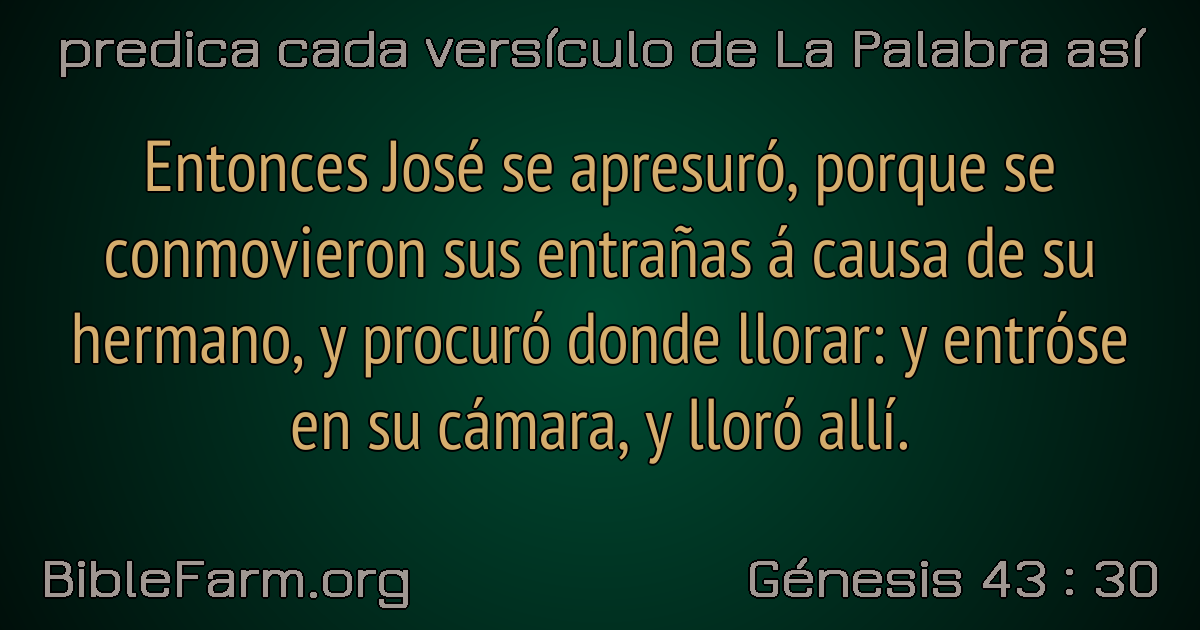 predica cada versículo de La Palabra así
Entonces José se apresuró, porque se
conmovieron sus entrañas á causa de su
hermano, y procuró donde llorar: y entróse
en su cámara, y lloró allí.
BibleFarm.org
Génesis 43 : 30